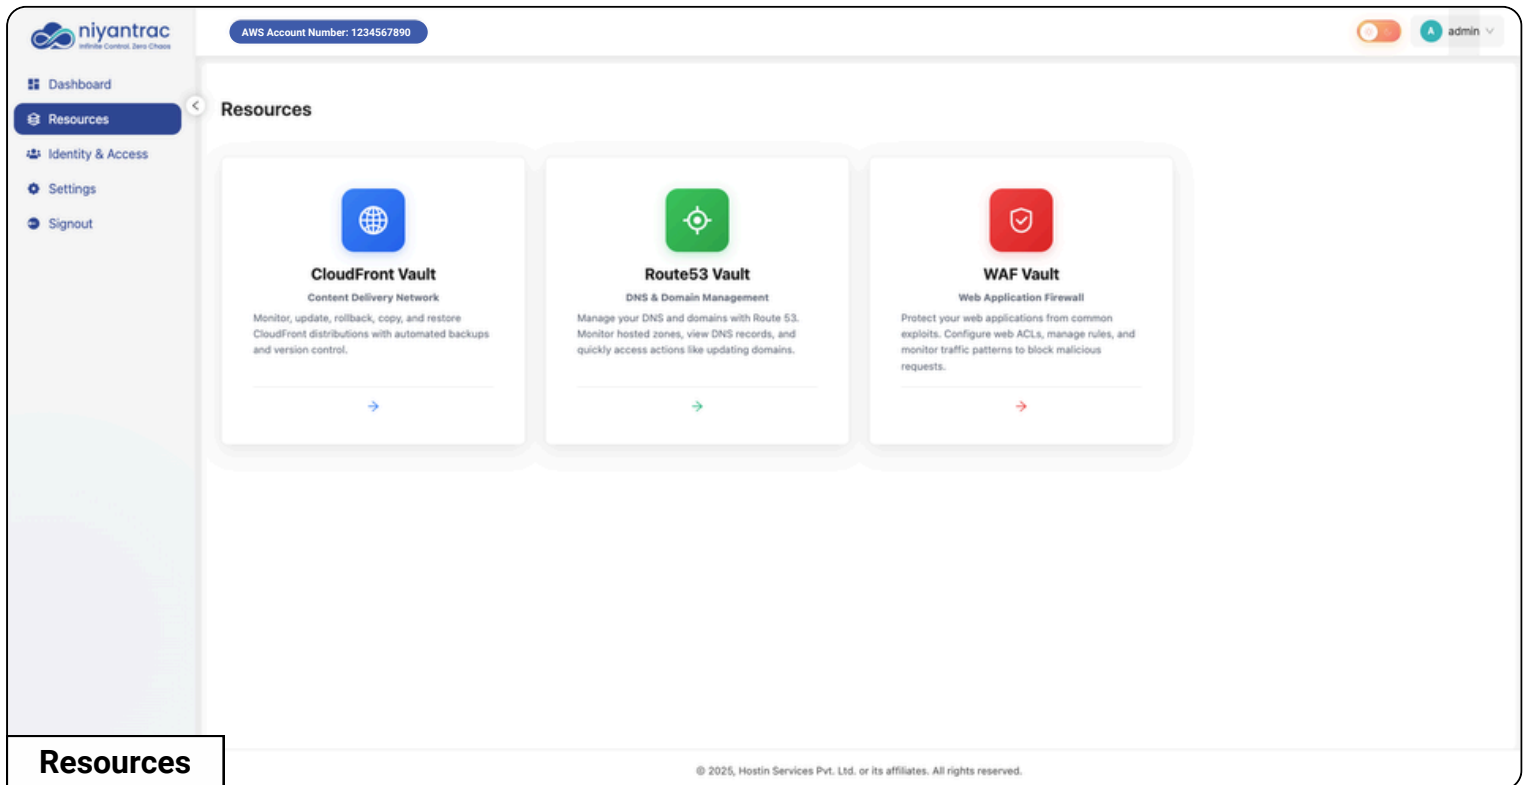 niyantrac
Infinite Control. Zero Chaos
AWS Account Number: 1234567890
A admin
Dashboard
Resources
Identity & Access
Settings
Signout
Resources
CloudFront Vault
Content Delivery Network
Monitor, update, rollback, copy, and restore
CloudFront distributions with automated backups
and version control.
Route53 Vault
DNS & Domain Management
Manage your DNS and domains with Route 53.
Monitor hosted zones, view DNS records, and
quickly access actions like updating domains.
WAF Vault
Web Application Firewall
Protect your web applications from common
exploits. Configure web ACLs, manage rules, and
monitor traffic patterns to block malicious
requests.
Resources
© 2025, Hostin Services Pvt. Ltd. or its affiliates. All rights reserved.